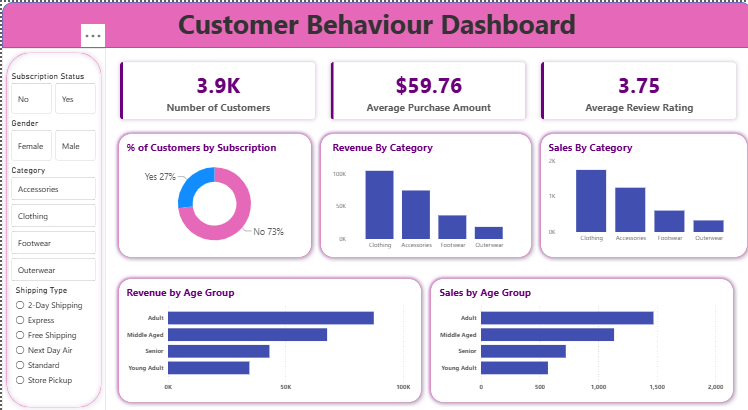 Customer Behaviour Dashboard
...
Subscription Status
No Yes
Gender
Female Male
Category
Accessories
Clothing
Footwear
Outerwear
Shipping Type
2-Day Shipping
Express
Free Shipping
Next Day Air
Standard
Store Pickup
3.9K
Number of Customers
$59.76
Average Purchase Amount
3.75
Average Review Rating
% of Customers by Subscription
Yes 27%
No 73%
Revenue By Category
100K
50K
0K
Clothing Accessories Footwear Outerwear
Sales By Category
2K
1K
0K
Clothing Accessories Footwear Outerwear
Revenue by Age Group
Adult
Middle Aged
Senior
Young Adult
0K 50K 100K
Sales by Age Group
Adult
Middle Aged
Senior
Young Adult
0 500 1,000 1,500 2,000